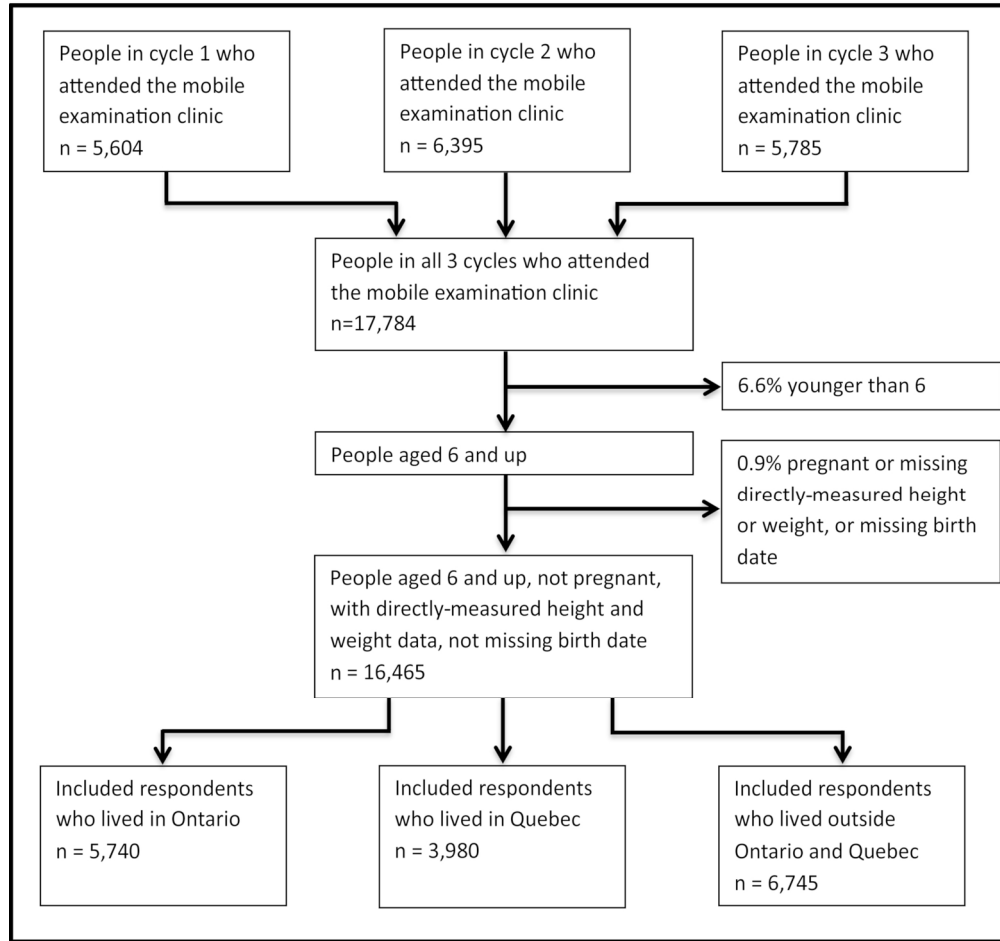 People in cycle 1 who
attended the mobile
examination clinic
n = 5,604
People in cycle 2 who
attended the mobile
examination clinic
n = 6,395
People in cycle 3 who
attended the mobile
examination clinic
n = 5,785
People in all 3 cycles who attended
the mobile examination clinic
n=17,784
6.6% younger than 6
People aged 6 and up
0.9% pregnant or missing
directly-measured height
or weight, or missing birth
date
People aged 6 and up, not pregnant,
with directly-measured height and
weight data, not missing birth date
n = 16,465
Included respondents
who lived in Ontario
n = 5,740
Included respondents
who lived in Quebec
n = 3,980
Included respondents
who lived outside
Ontario and Quebec
n = 6,745